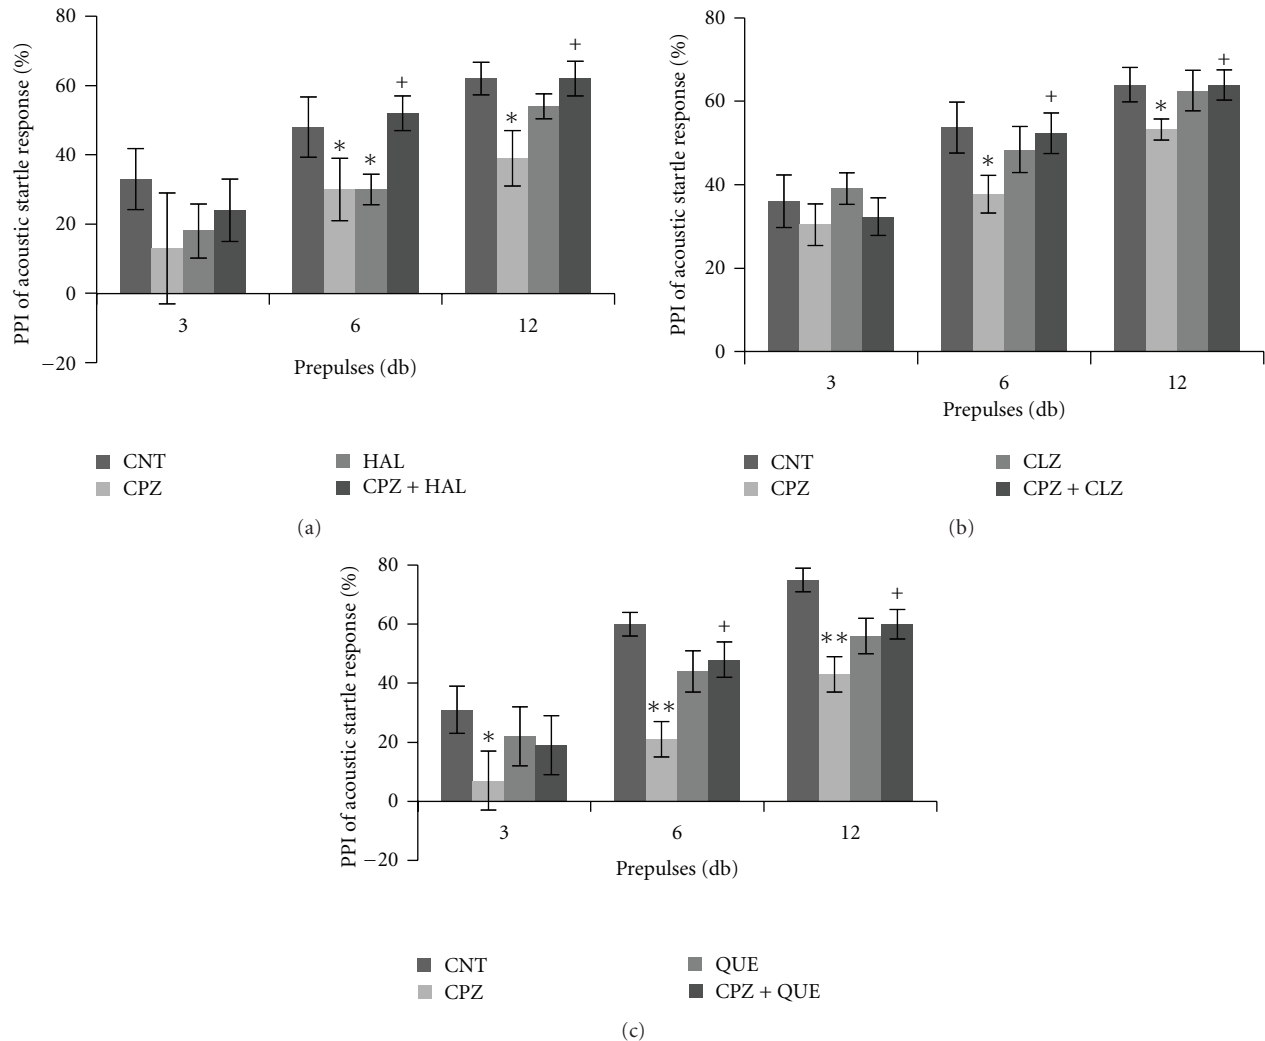 PPI of acoustic startle response (%)
80
60
40
20
0
−20
+
+
*
*
*
3
6
12
Prepulses (db)
CNT
HAL
CPZ
CPZ + HAL
(a)
PPI of acoustic startle response (%)
80
60
40
20
0
+
+
*
*
3
6
12
Prepulses (db)
CNT
CLZ
CPZ
CPZ + CLZ
(b)
PPI of acoustic startle response (%)
80
60
40
20
0
−20
+
+
**
**
*
3
6
12
Prepulses (db)
CNT
QUE
CPZ
CPZ + QUE
(c)